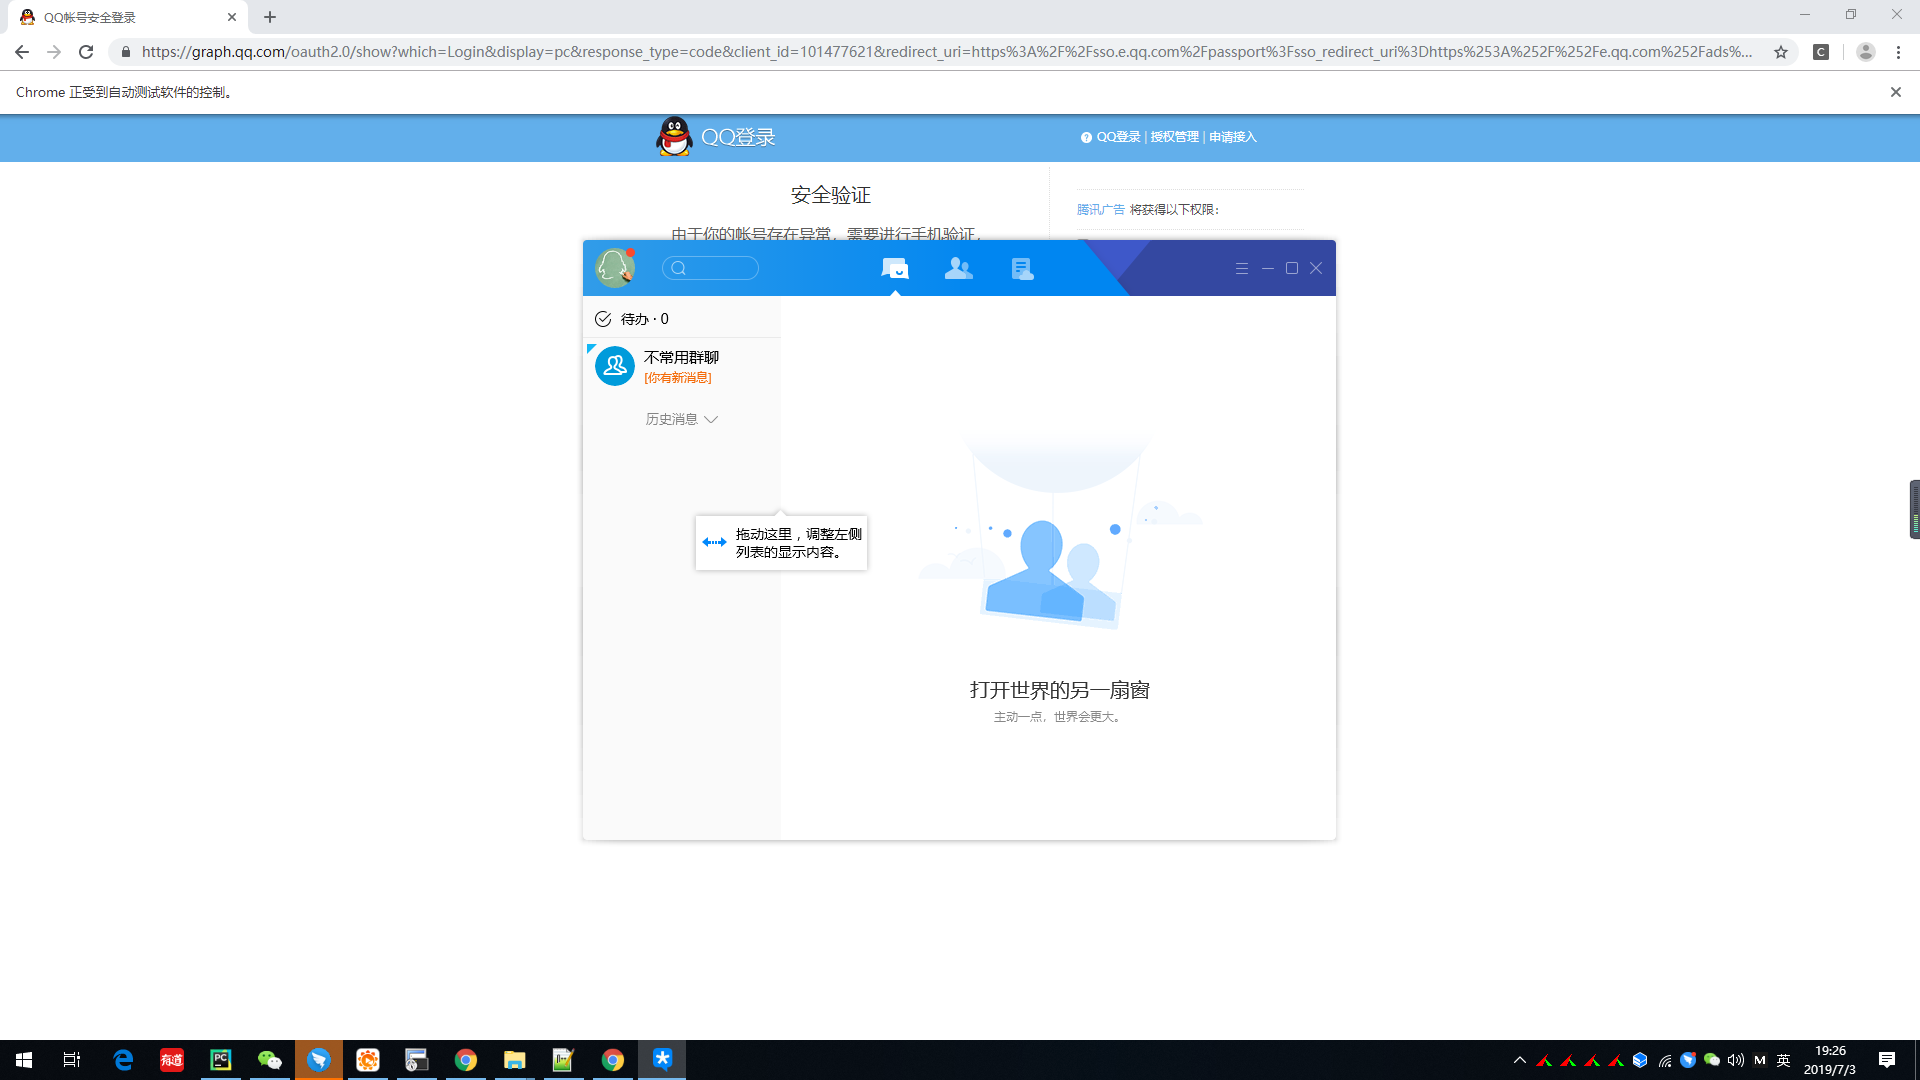 QQ帐号安全登录
https://graph.qq.com/oauth2.0/show?which=Login&display=pc&response_type=code&client_id=101477621&redirect_uri=https%3A%2F%2Fsso.e.qq.com%2Fpassport%3Fsso_redirect_uri%3Dhttps%253A%252F%252Fe.qq.com%252Fads%...
C
Chrome 正受到自动测试软件的控制。
QQ登录
QQ登录 | 授权管理 | 申请接入
安全验证
腾讯广告 将获得以下权限：
由于你的帐号存在异常，需要进行手机验证，
待办 · 0
不常用群聊
[你有新消息]
历史消息
拖动这里，调整左侧
列表的显示内容。
打开世界的另一扇窗
主动一点，世界会更大。
有道
PC
M
英
19:26
2019/7/3